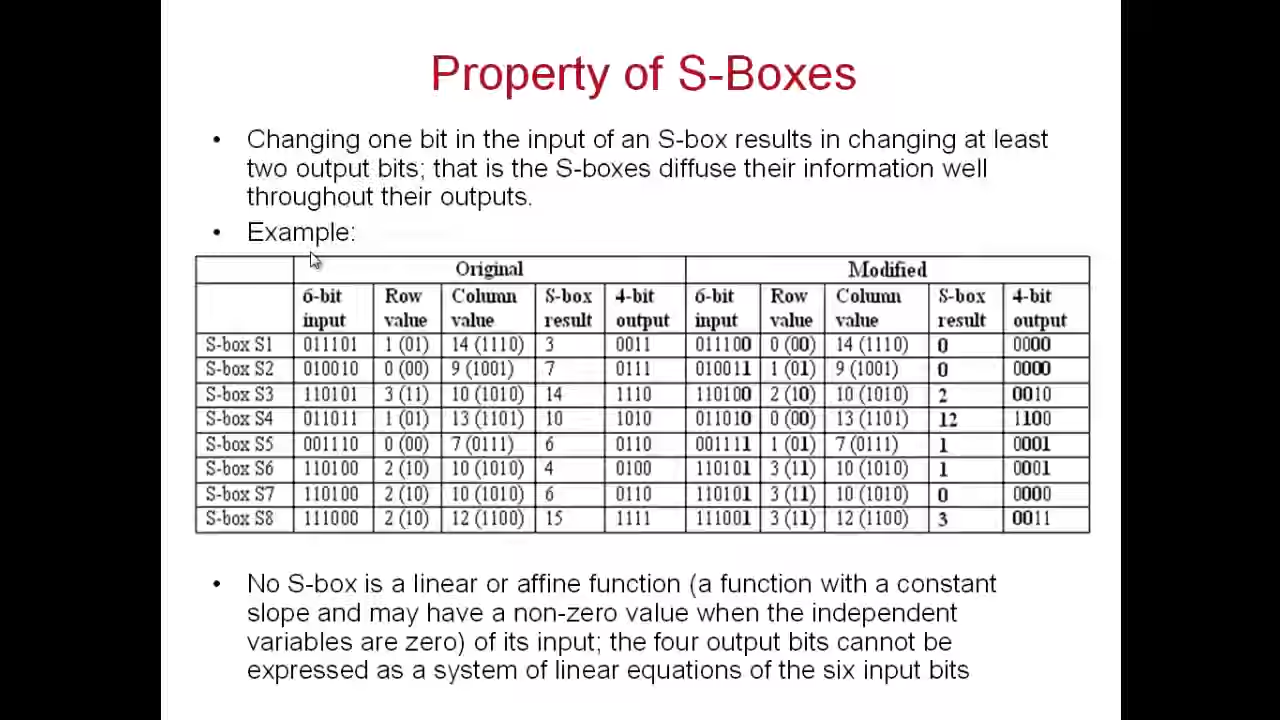 Property of S-Boxes
• Changing one bit in the input of an S-box results in changing at least
two output bits; that is the S-boxes diffuse their information well
throughout their outputs.
• Example:
Original Modified
6-bit input Row value Column value S-box result 4-bit output 6-bit input Row value Column value S-box result 4-bit output
S-box S1 011101 1 (01) 14 (1110) 3 0011 011100 0 (00) 14 (1110) 0 0000
S-box S2 010010 0 (00) 9 (1001) 7 0111 010011 1 (01) 9 (1001) 0 0000
S-box S3 110101 3 (11) 10 (1010) 14 1110 110100 2 (10) 10 (1010) 2 0010
S-box S4 011011 1 (01) 13 (1101) 10 1010 011010 0 (00) 13 (1101) 12 1100
S-box S5 001110 0 (00) 7 (0111) 6 0110 001111 1 (01) 7 (0111) 1 0001
S-box S6 110100 2 (10) 10 (1010) 4 0100 110101 3 (11) 10 (1010) 1 0001
S-box S7 110100 2 (10) 10 (1010) 6 0110 110101 3 (11) 10 (1010) 0 0000
S-box S8 111000 2 (10) 12 (1100) 15 1111 111001 3 (11) 12 (1100) 3 0011
• No S-box is a linear or affine function (a function with a constant
slope and may have a non-zero value when the independent
variables are zero) of its input; the four output bits cannot be
expressed as a system of linear equations of the six input bits